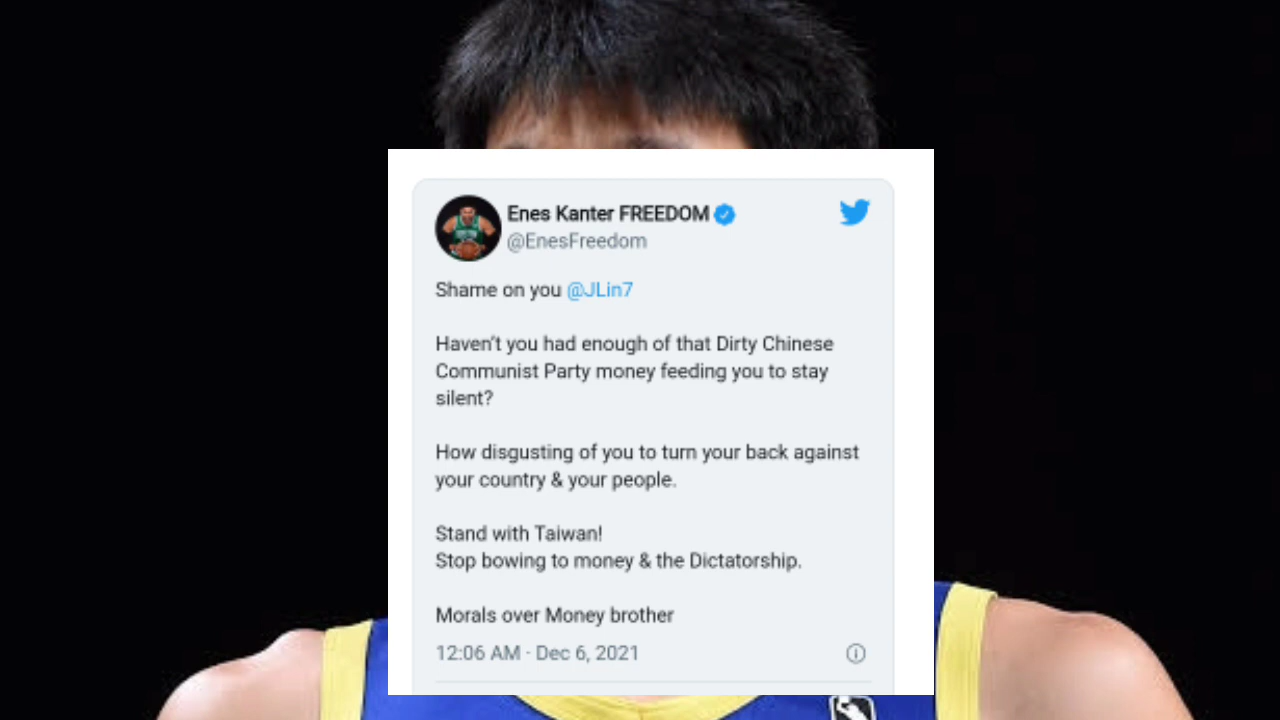 Enes Kanter FREEDOM
@EnesFreedom
Shame on you @JLin7
Haven't you had enough of that Dirty Chinese
Communist Party money feeding you to stay
silent?
How disgusting of you to turn your back against
your country & your people.
Stand with Taiwan!
Stop bowing to money & the Dictatorship.
Morals over Money brother
12:06 AM · Dec 6, 2021